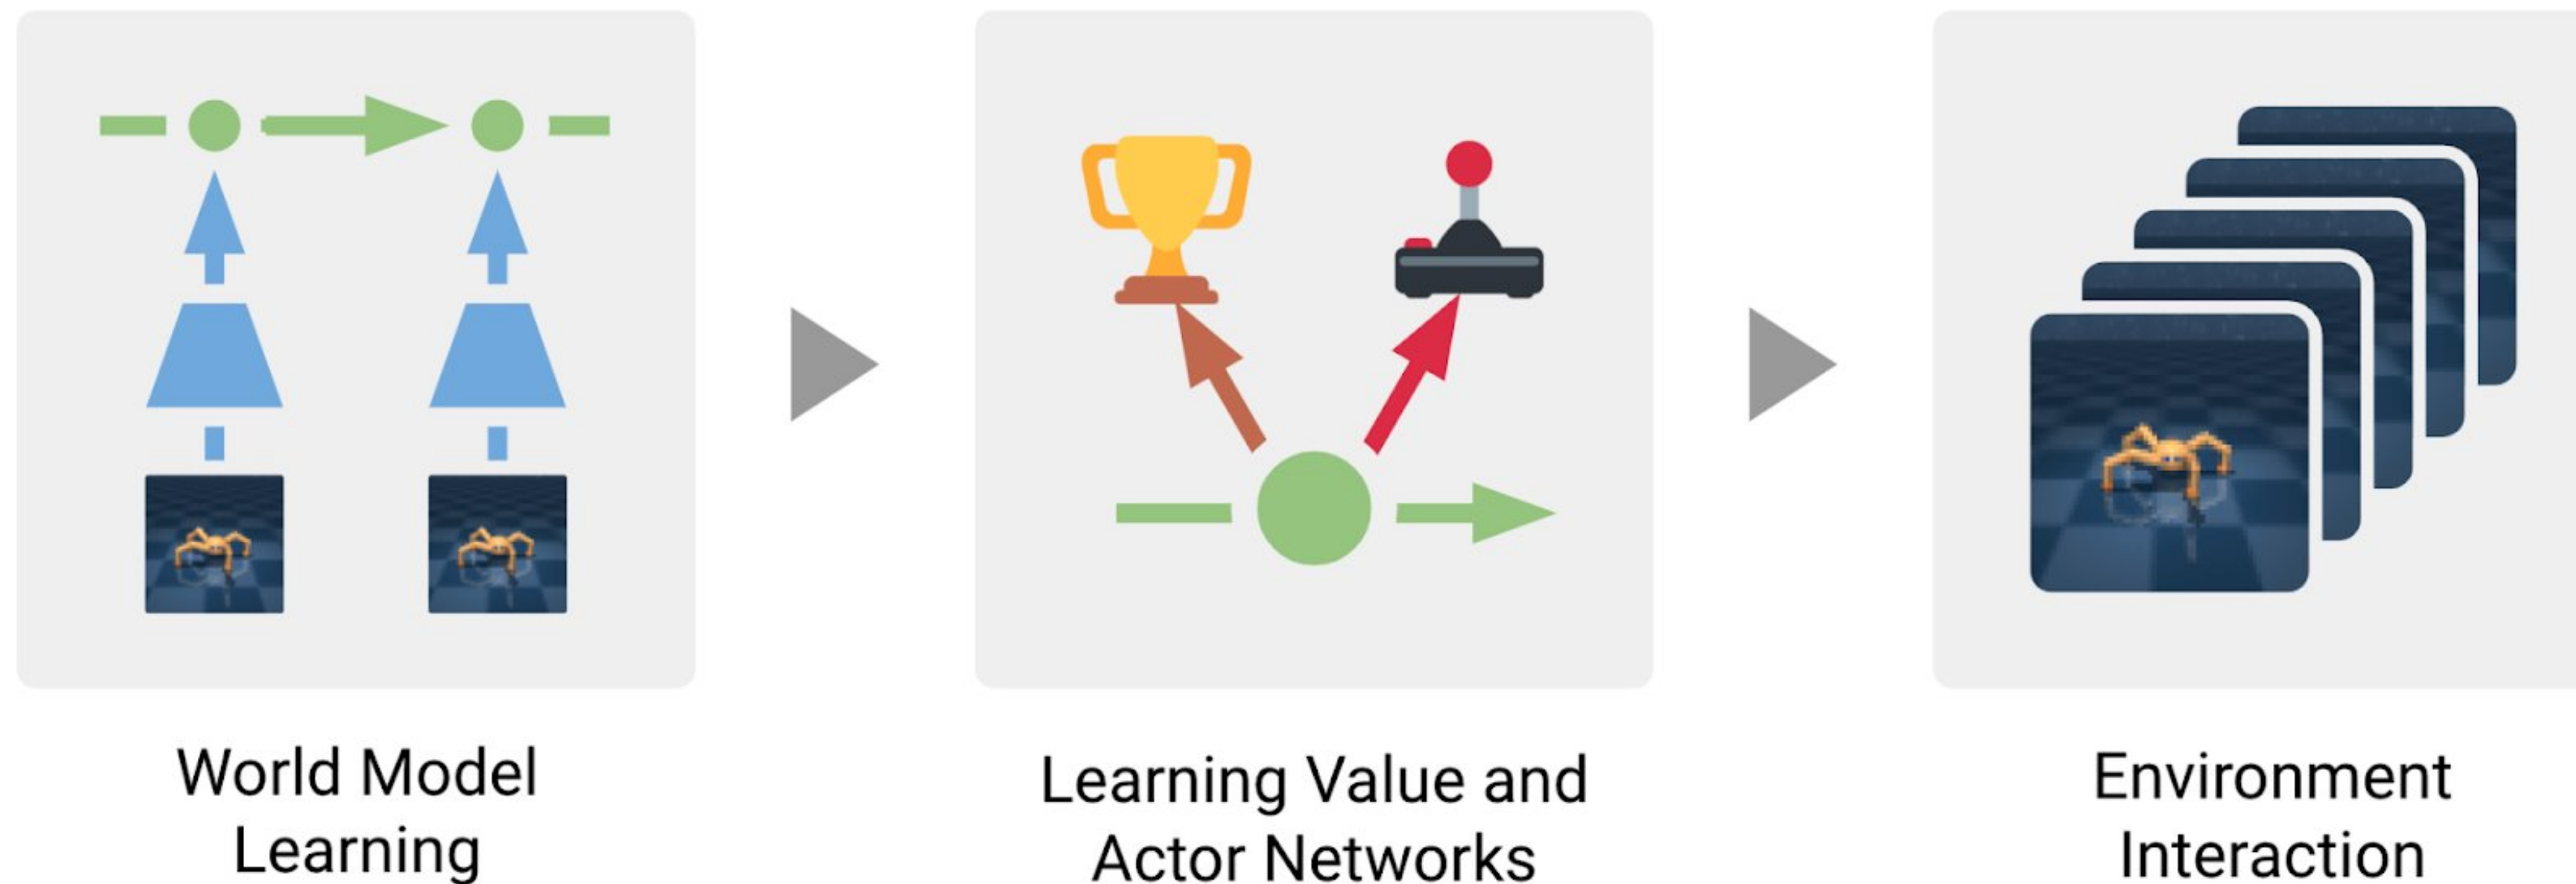 World Model
Learning
Learning Value and
Actor Networks
Environment
Interaction